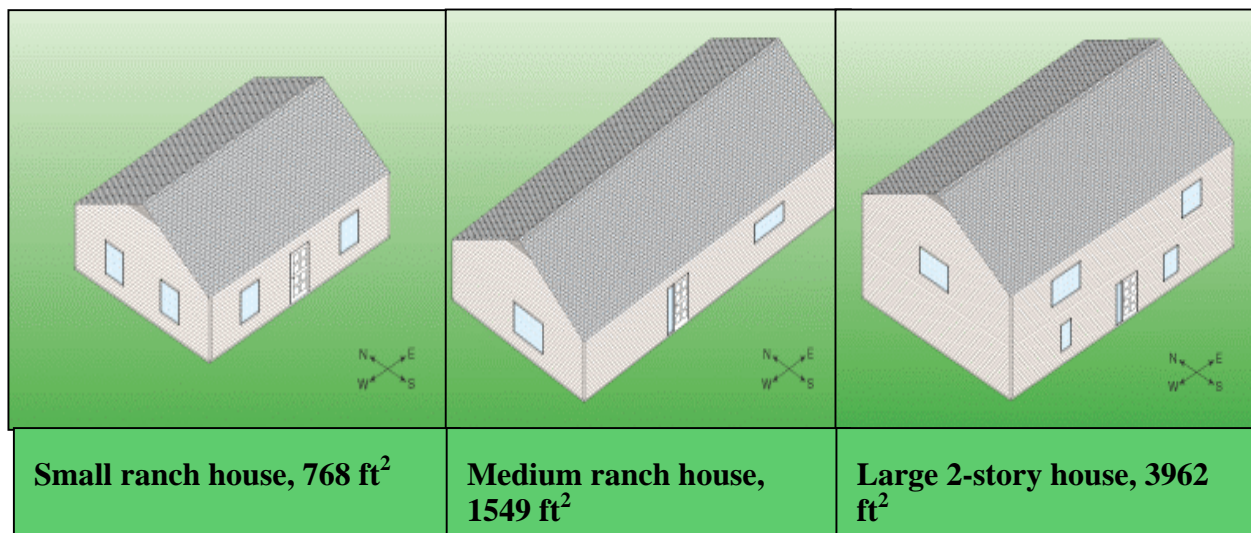 N E
W S
N E
W S
N E
W S
Small ranch house, 768 ft²
Medium ranch house,
1549 ft²
Large 2-story house, 3962
ft²